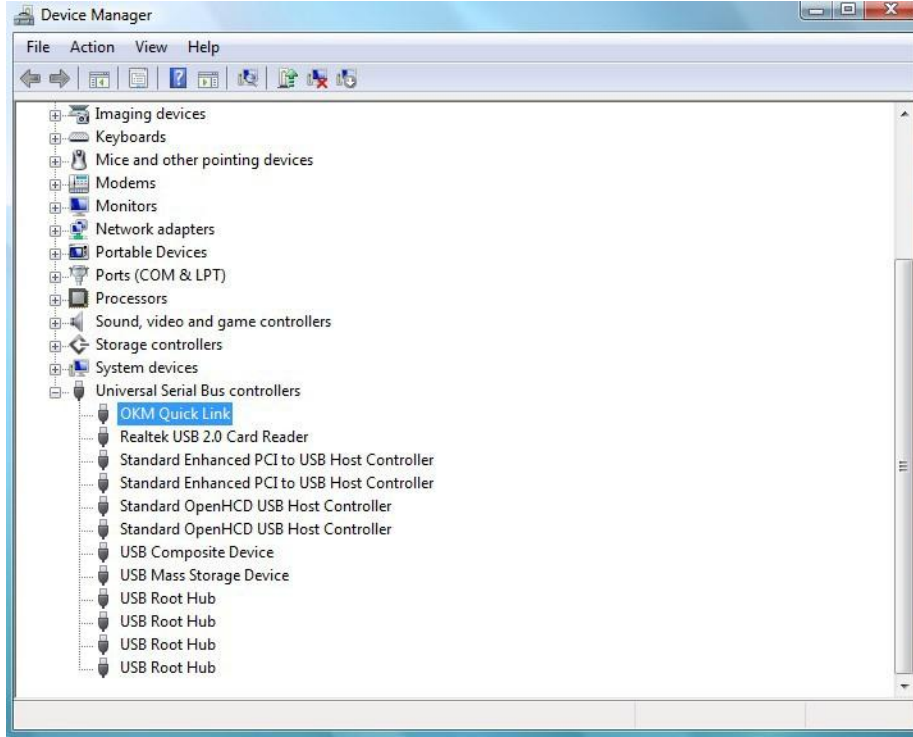 Device Manager
File Action View Help
Imaging devices
Keyboards
Mice and other pointing devices
Modems
Monitors
Network adapters
Portable Devices
Ports (COM & LPT)
Processors
Sound, video and game controllers
Storage controllers
System devices
Universal Serial Bus controllers
OKM Quick Link
Realtek USB 2.0 Card Reader
Standard Enhanced PCI to USB Host Controller
Standard Enhanced PCI to USB Host Controller
Standard OpenHCD USB Host Controller
Standard OpenHCD USB Host Controller
USB Composite Device
USB Mass Storage Device
USB Root Hub
USB Root Hub
USB Root Hub
USB Root Hub